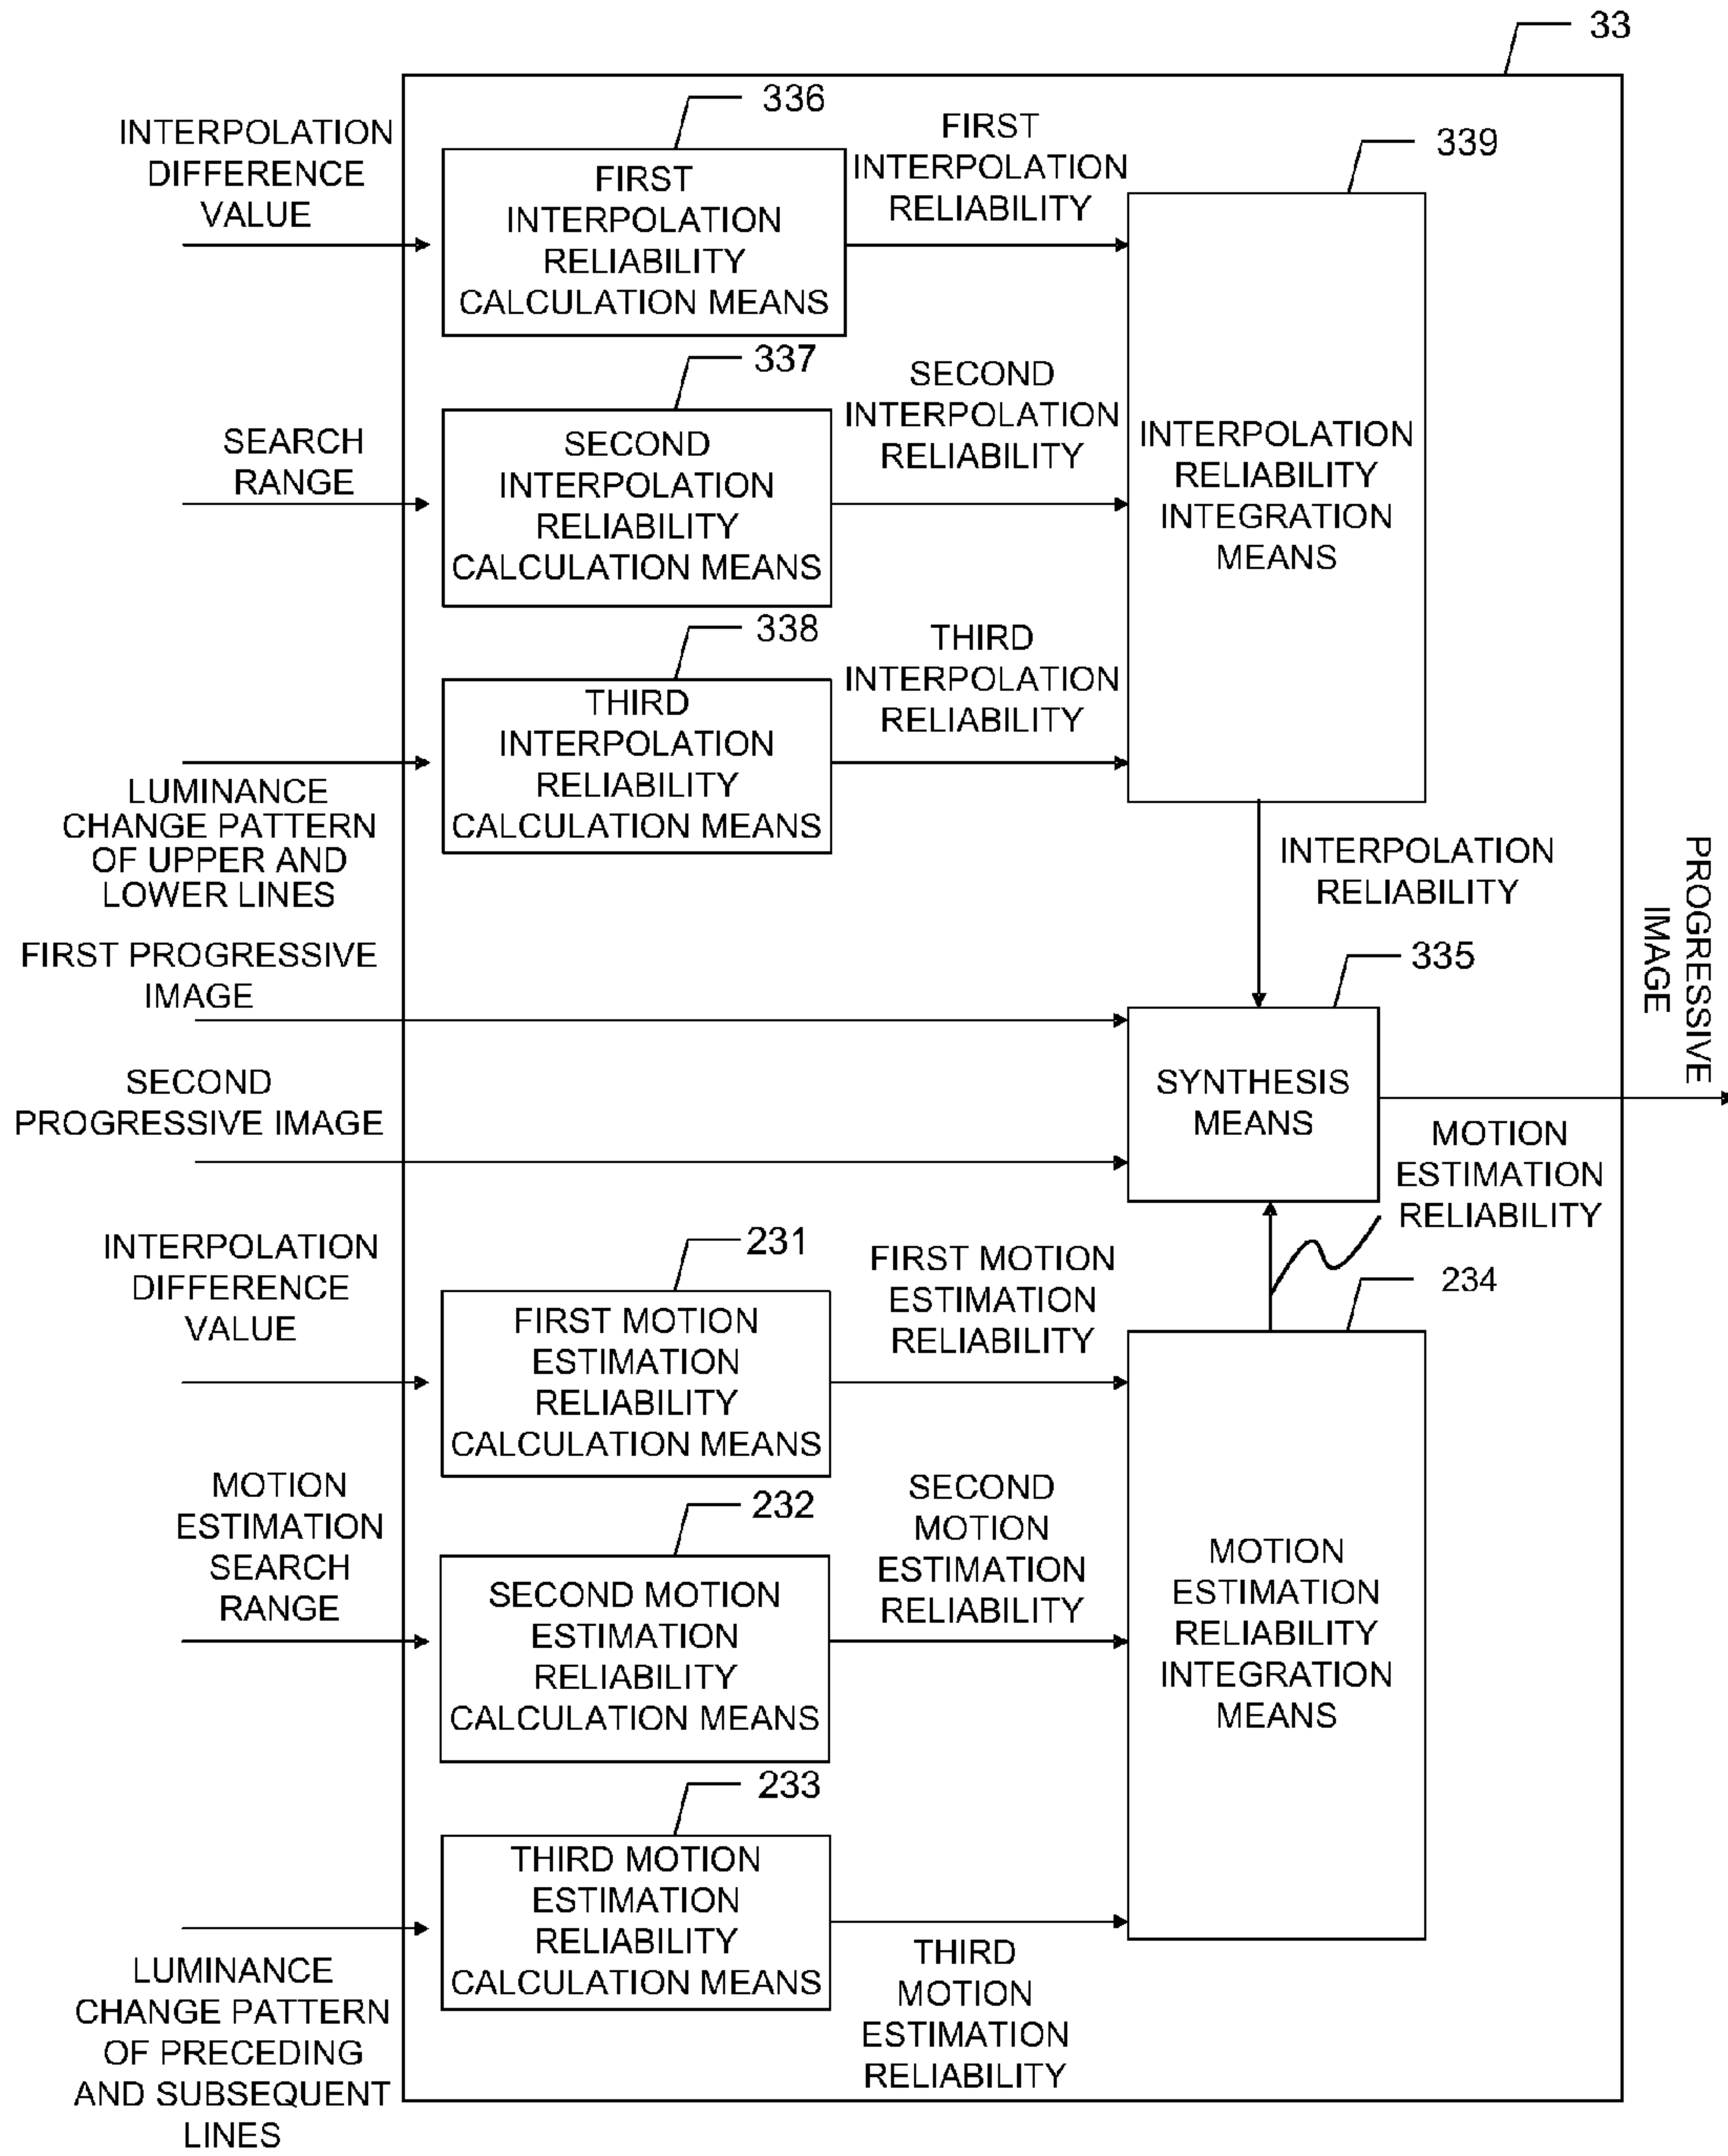 33
INTERPOLATION
DIFFERENCE
VALUE
336
FIRST
INTERPOLATION
RELIABILITY
CALCULATION MEANS
FIRST
INTERPOLATION
RELIABILITY
339
INTERPOLATION
RELIABILITY
INTEGRATION
MEANS
SEARCH
RANGE
337
SECOND
INTERPOLATION
RELIABILITY
CALCULATION MEANS
SECOND
INTERPOLATION
RELIABILITY
LUMINANCE
CHANGE PATTERN
OF UPPER AND
LOWER LINES
338
THIRD
INTERPOLATION
RELIABILITY
CALCULATION MEANS
THIRD
INTERPOLATION
RELIABILITY
INTERPOLATION
RELIABILITY
FIRST PROGRESSIVE
IMAGE
SECOND
PROGRESSIVE IMAGE
335
SYNTHESIS
MEANS
PROGRESSIVE
IMAGE
MOTION
ESTIMATION
RELIABILITY
INTERPOLATION
DIFFERENCE
VALUE
231
FIRST MOTION
ESTIMATION
RELIABILITY
CALCULATION MEANS
FIRST MOTION
ESTIMATION
RELIABILITY
234
MOTION
ESTIMATION
RELIABILITY
INTEGRATION
MEANS
MOTION
ESTIMATION
SEARCH
RANGE
232
SECOND MOTION
ESTIMATION
RELIABILITY
CALCULATION MEANS
SECOND
MOTION
ESTIMATION
RELIABILITY
233
THIRD MOTION
ESTIMATION
RELIABILITY
CALCULATION MEANS
THIRD
MOTION
ESTIMATION
RELIABILITY
LUMINANCE
CHANGE PATTERN
OF PRECEDING
AND SUBSEQUENT
LINES